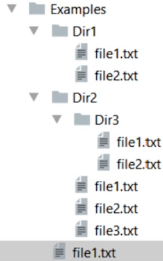 Examples
Dir1
file1.txt
file2.txt
Dir2
Dir3
file1.txt
file2.txt
file1.txt
file2.txt
file3.txt
file1.txt